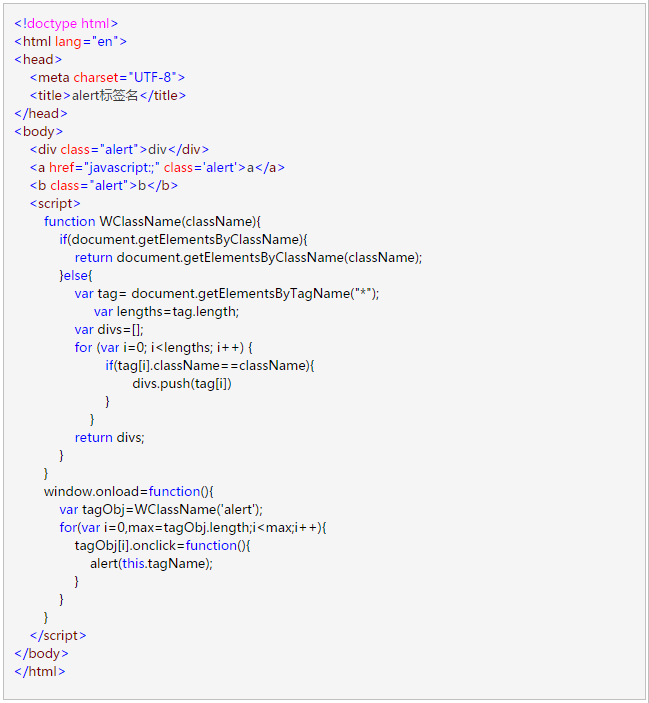 <!doctype html>
<html lang="en">
<head>
    <meta charset="UTF-8">
    <title>alert标签名</title>
</head>
<body>
    <div class="alert">div</div>
    <a href="javascript:;" class='alert'>a</a>
    <b class="alert">b</b>
    <script>
        function WClassName(className){
            if(document.getElementsByClassName){
                return document.getElementsByClassName(className);
            }else{
                var tag= document.getElementsByTagName("*");
                     var lengths=tag.length;
                var divs=[];
                for (var i=0; i<lengths; i++) {
                        if(tag[i].className==className){
                               divs.push(tag[i])
                        }
                    }
                return divs;
            }
        }
        window.onload=function(){
            var tagObj=WClassName('alert');
            for(var i=0,max=tagObj.length;i<max;i++){
                tagObj[i].onclick=function(){
                    alert(this.tagName);
                }
            }
        }
    </script>
</body>
</html>